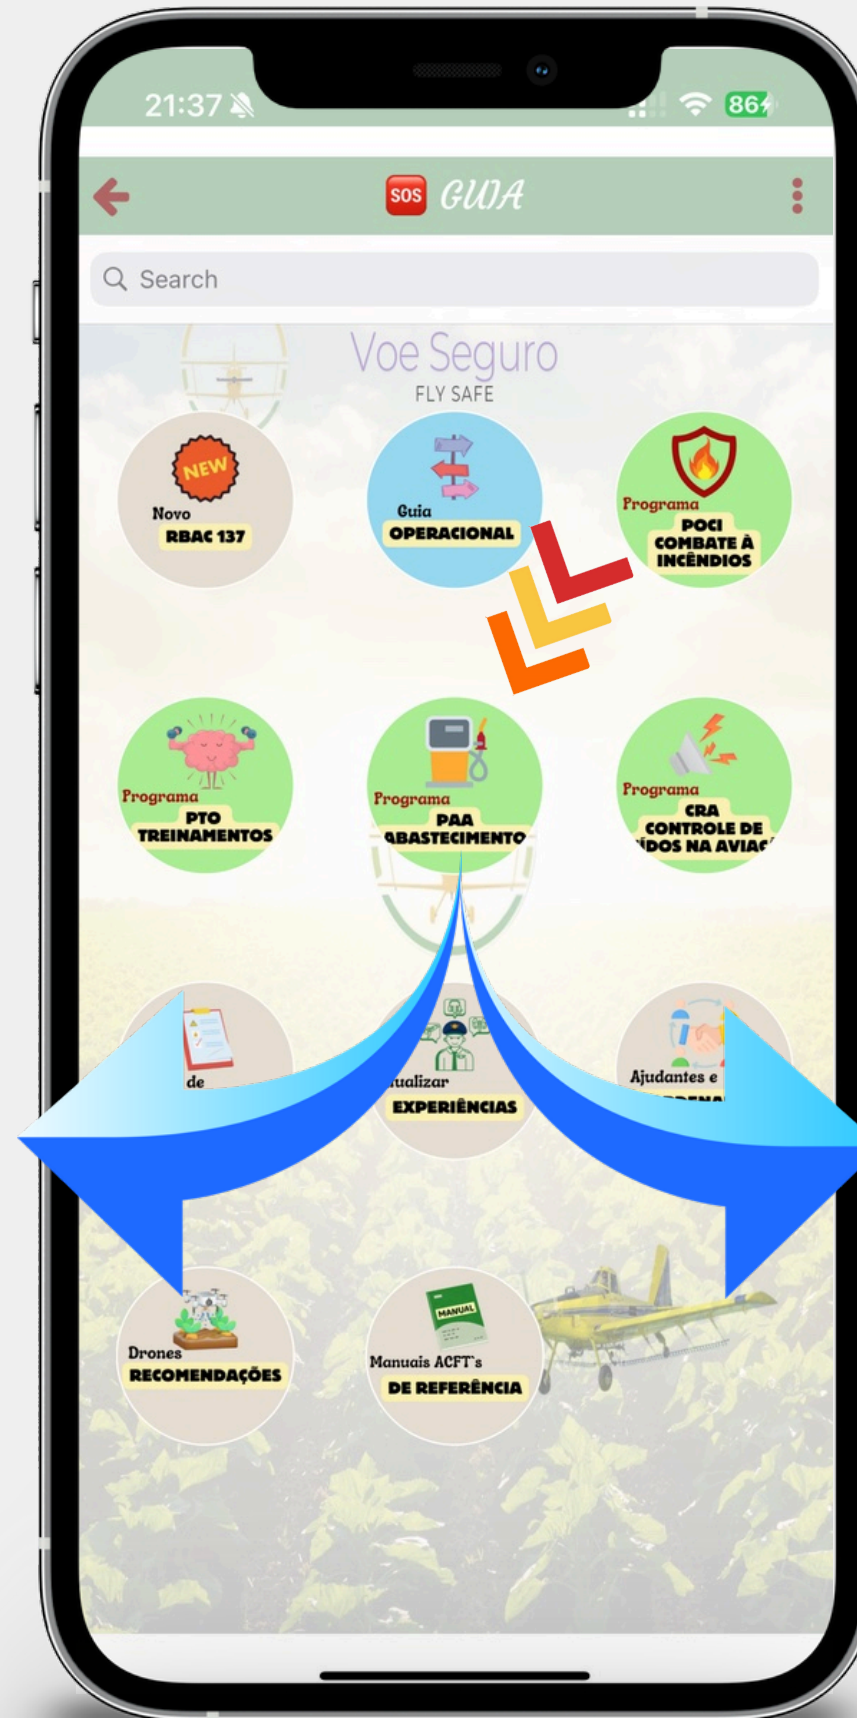 21:37
86
SOS GUIA
Search
Voe Seguro
FLY SAFE
NEW
Novo
RBAC 137
Guia
OPERACIONAL
Programa
POCI
COMBATE À
INCÊNDIOS
Programa
PTO
TREINAMENTOS
Programa
PAA
ABASTECIMENTO
Programa
CRA
CONTROLE DE
NA
de
EXPERIÊNCIAS
Ajudantes e
Drones
RECOMENDAÇÕES
MANUAL
Manuais ACFT`s
DE REFERÊNCIA